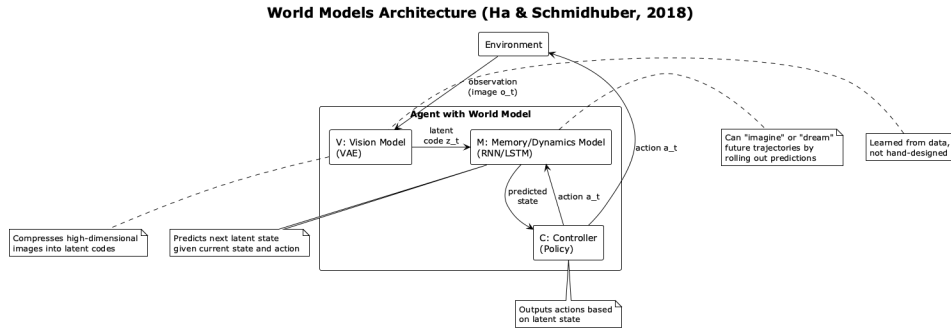 World Models Architecture (Ha & Schmidhuber, 2018)
Environment
observation
(image o_t)
Agent with World Model
V: Vision Model
(VAE)
latent
code z_t
M: Memory/Dynamics Model
(RNN/LSTM)
action a_t
Can "imagine" or "dream"
future trajectories by
rolling out predictions
Learned from data,
not hand-designed
predicted
state
action a_t
Compresses high-dimensional
images into latent codes
Predicts next latent state
given current state and action
C: Controller
(Policy)
Outputs actions based
on latent state